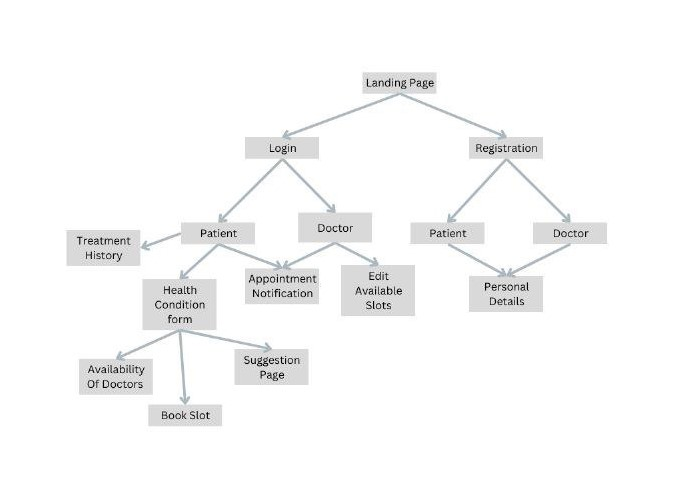 Landing Page
Login
Registration
Patient
Doctor
Patient
Doctor
Treatment
History
Appointment
Notification
Edit
Available
Slots
Personal
Details
Health
Condition
form
Availability
Of Doctors
Suggestion
Page
Book Slot